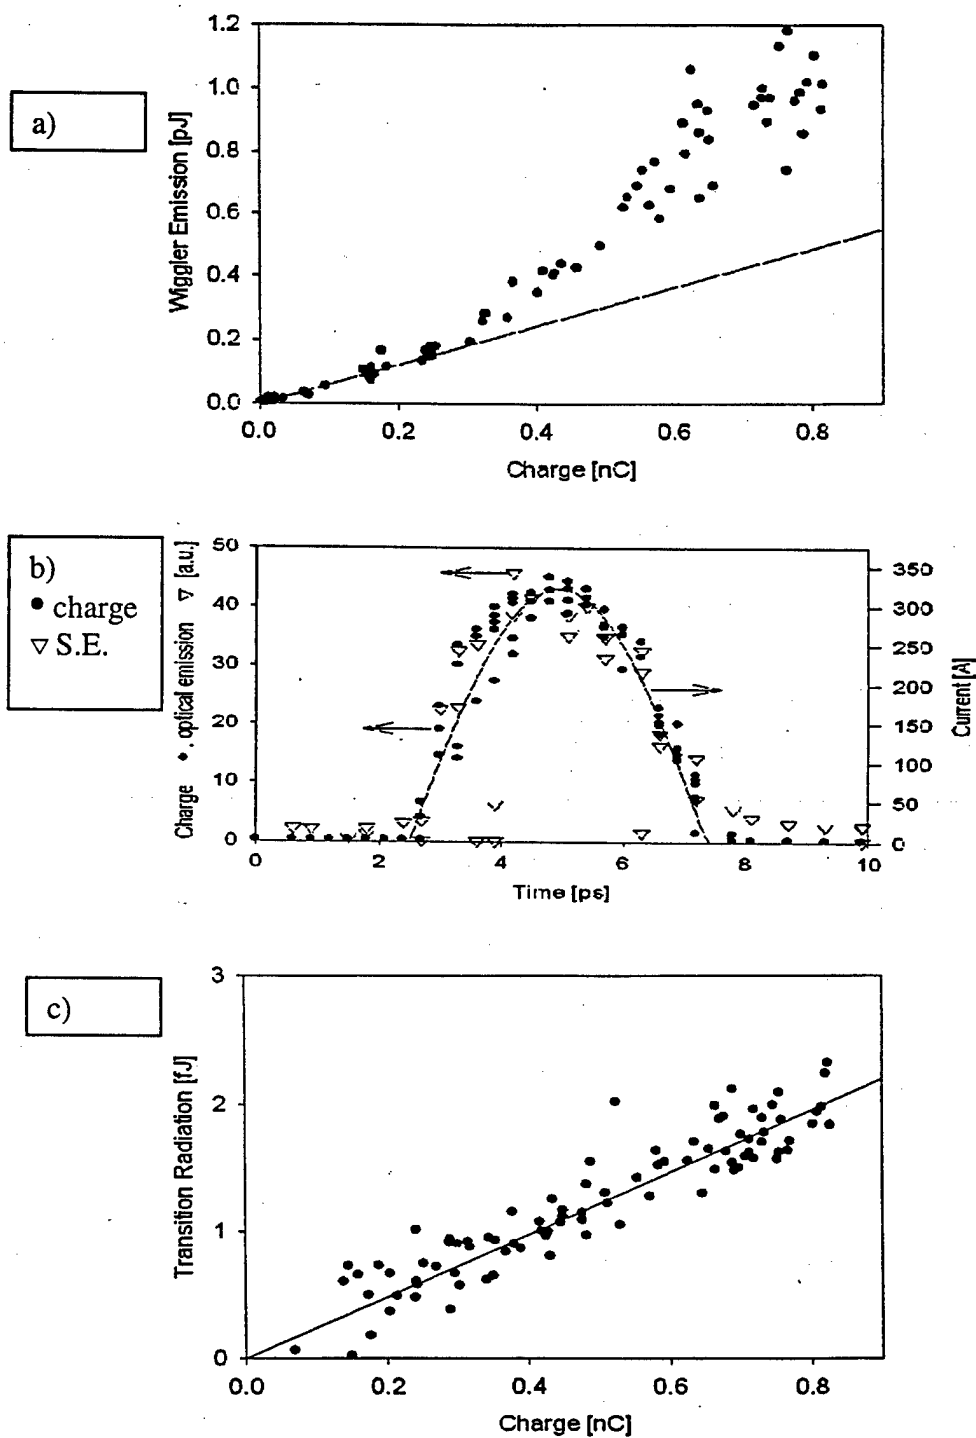 a)
Wiggler Emission [pJ]
1.2
1.0
0.8
0.6
0.4
0.2
0.0
0.0 0.2 0.4 0.6 0.8
Charge [nC]
b)
● charge
▽ S.E.
Charge ●, optical emission ▽ [a.u.]
50
40
30
20
10
0
350
300
250
200
150
100
50
0
Current [A]
0 2 4 6 8 10
Time [ps]
c)
Transition Radiation [fJ]
3
2
1
0
0.0 0.2 0.4 0.6 0.8
Charge [nC]